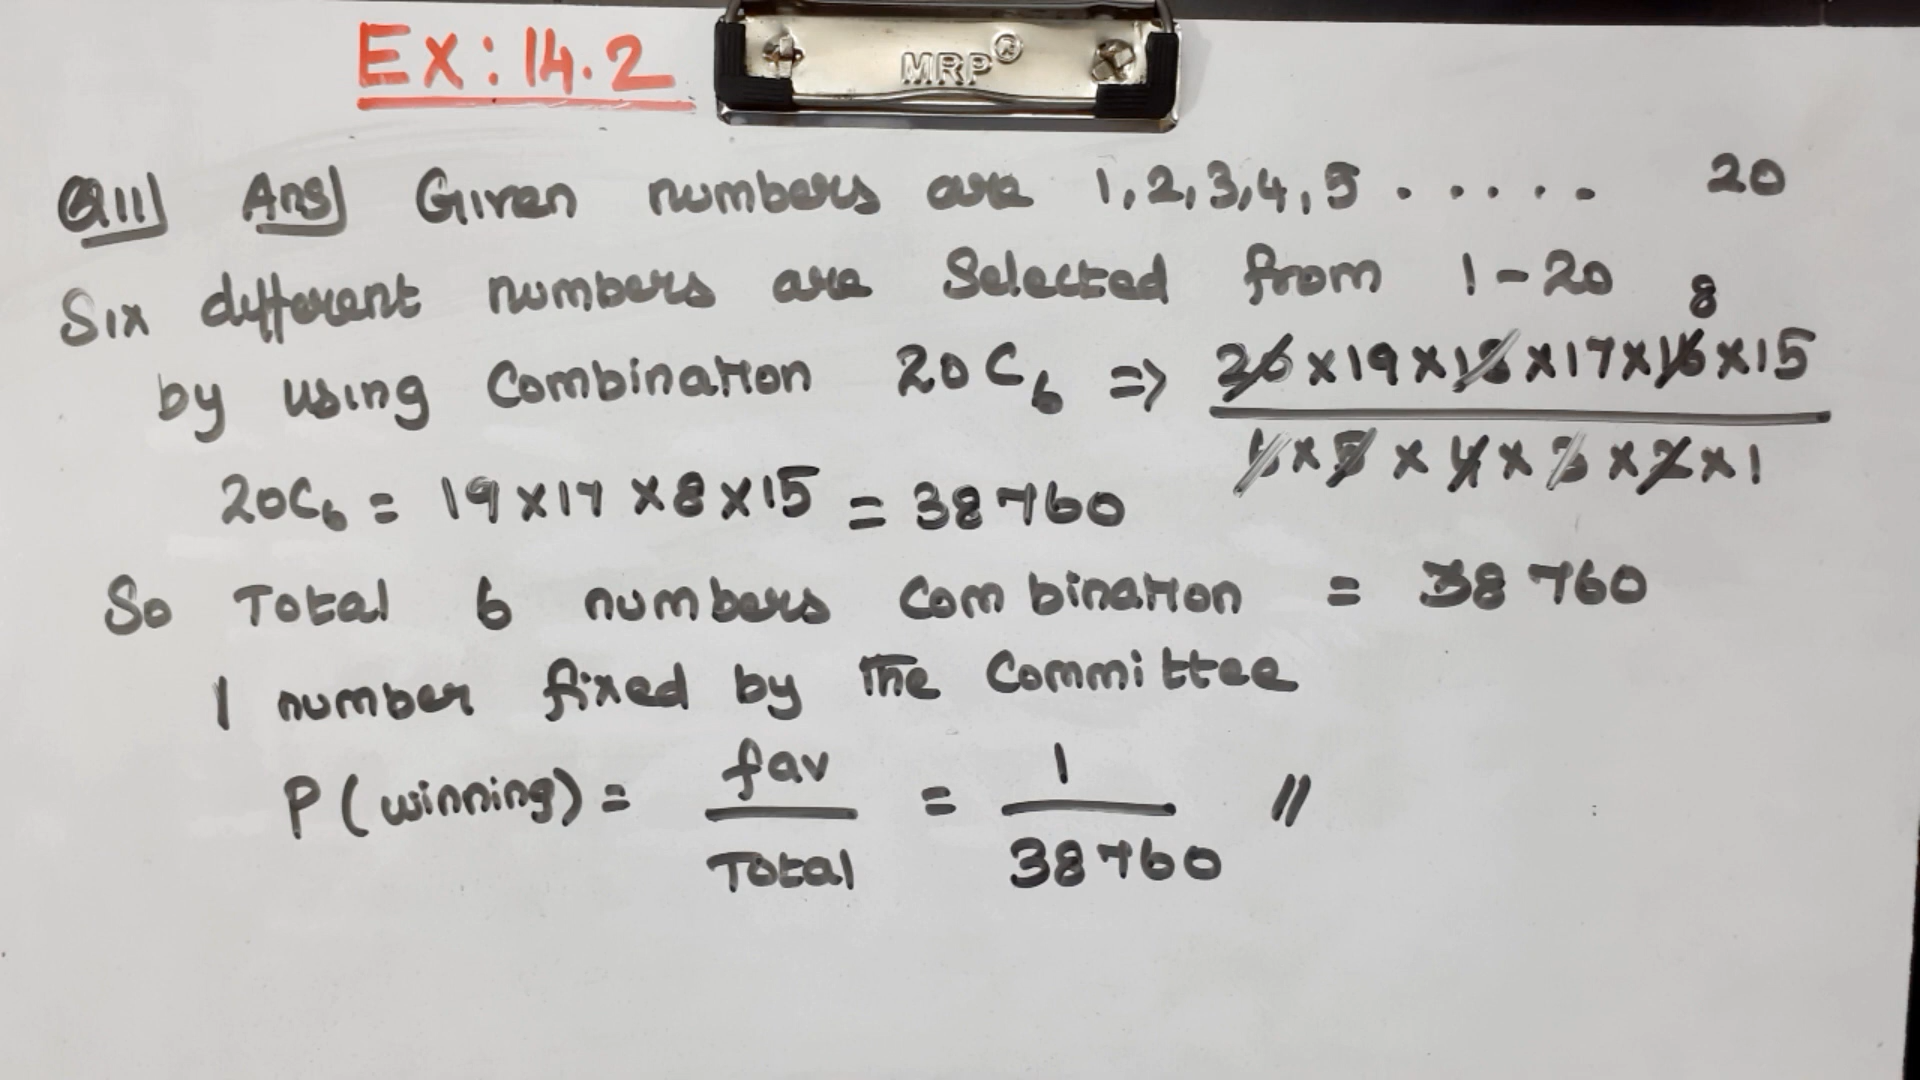 Ex: 14.2
MRP®
Q11) Ans) Given numbers are 1,2,3,4,5 . . . . . 20
Six different numbers are Selected from 1-20
8
by using Combination 20C₆ => 20×19×18×17×16×15
6×5×4×3×2×1
20C₆ = 19×17×8×15 = 38760
So Total 6 numbers combination = 38760
1 number fixed by the Committee
P(winning) = fav / Total = 1 / 38760 //